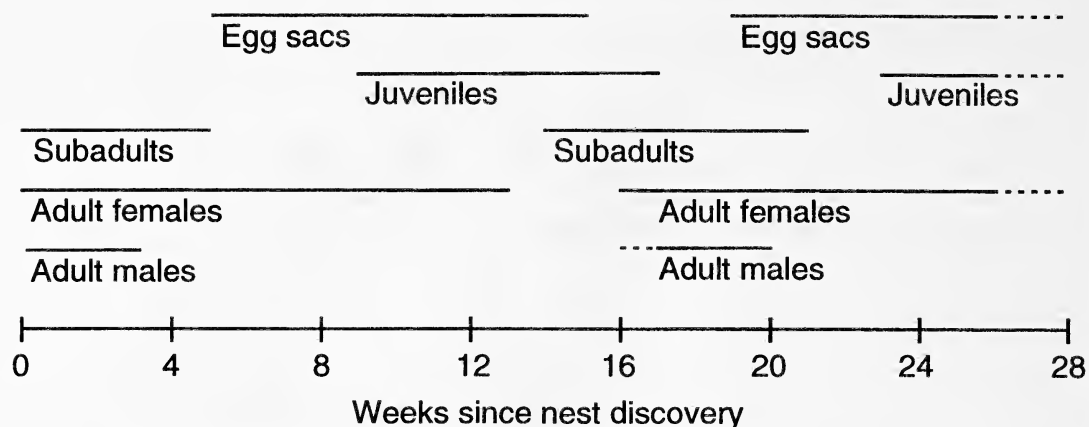 Egg sacs Egg sacs
Juveniles Juveniles
Subadults Subadults
Adult females Adult females
Adult males Adult males
0 4 8 12 16 20 24 28
Weeks since nest discovery